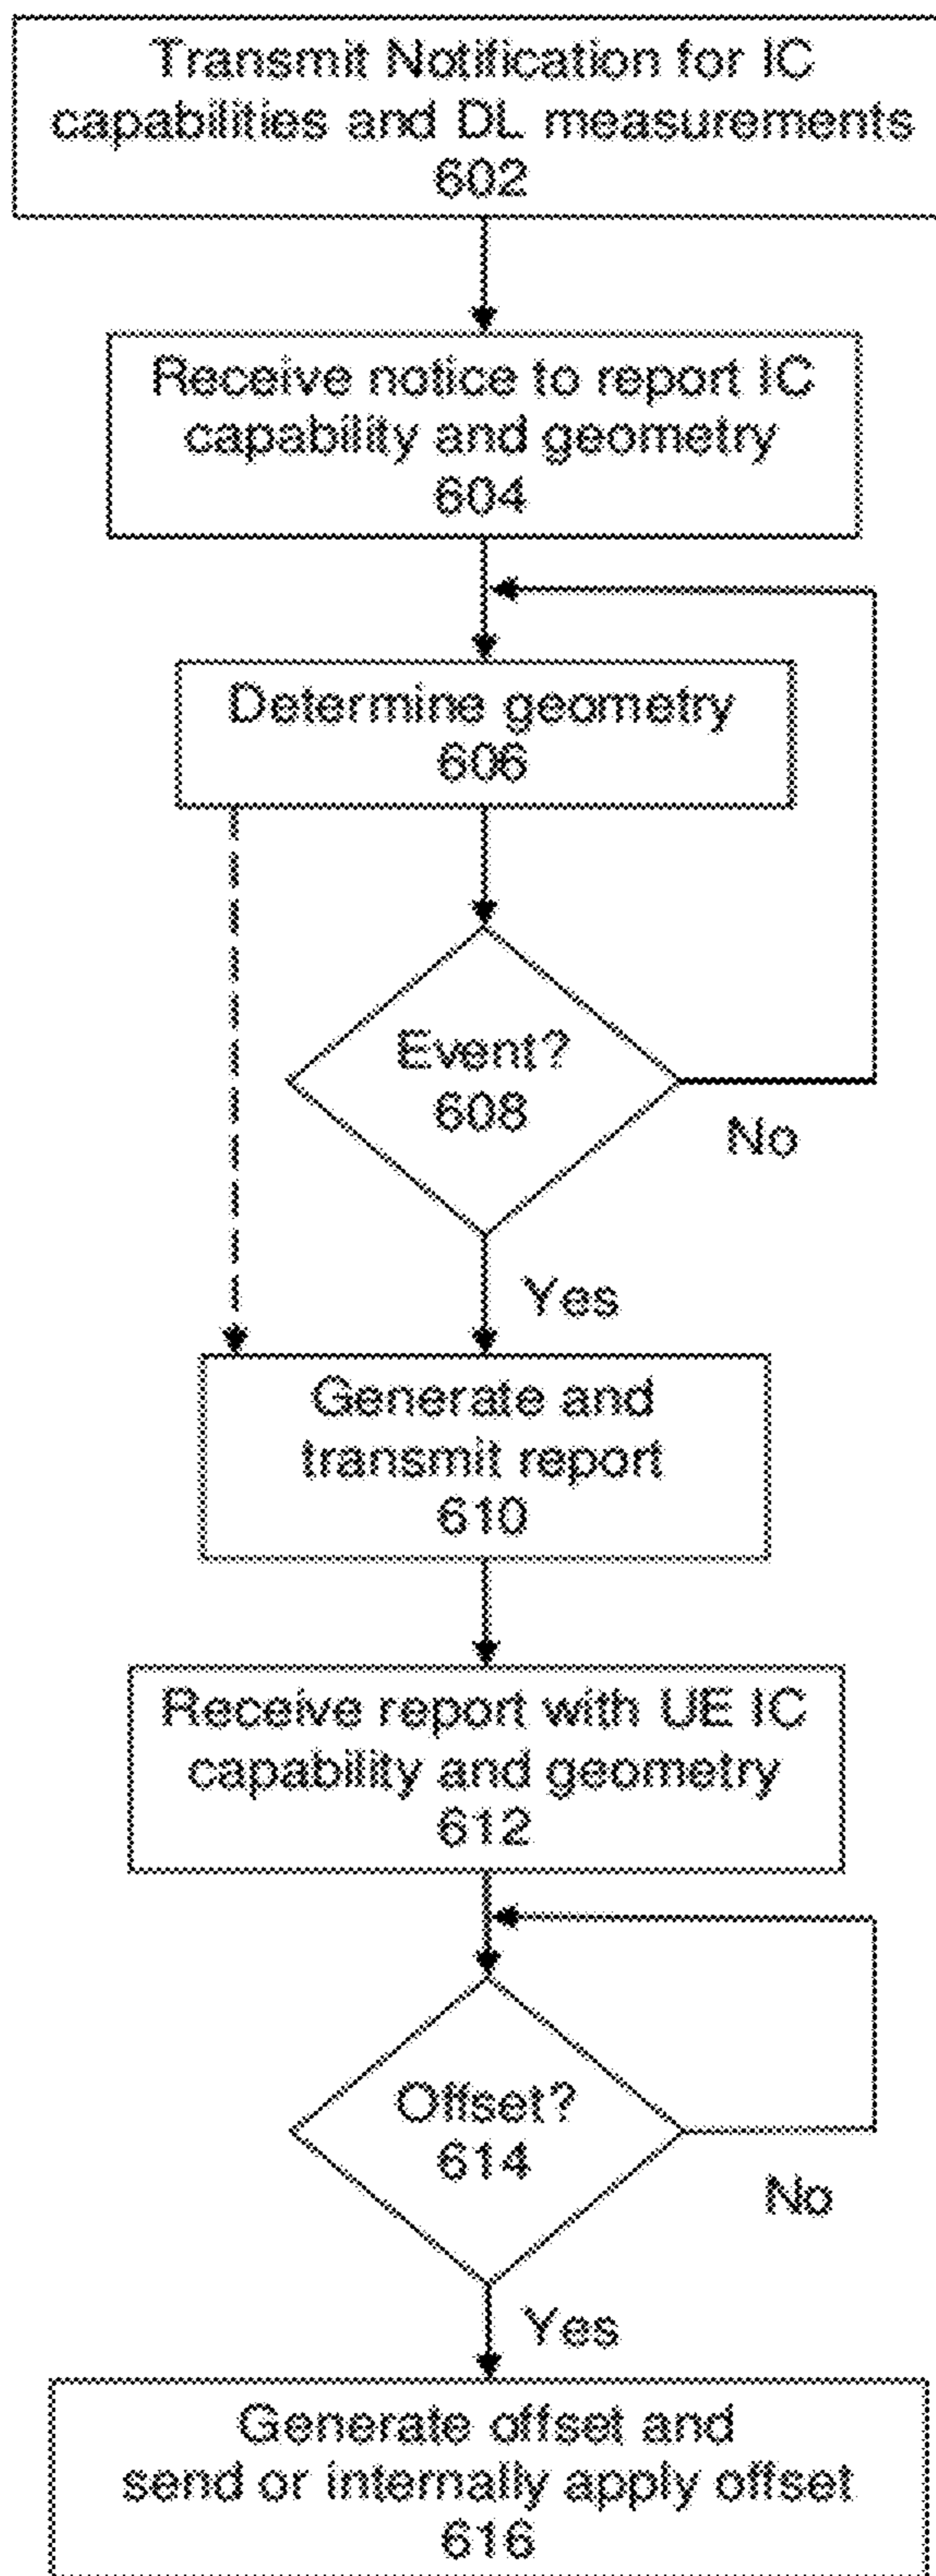 Transmit Notification for IC
capabilities and DL measurements
602
Receive notice to report IC
capability and geometry
604
Determine geometry
606
Event?
608
No
Yes
Generate and
transmit report
610
Receive report with UE IC
capability and geometry
612
Offset?
614
No
Yes
Generate offset and
send or internally apply offset
616